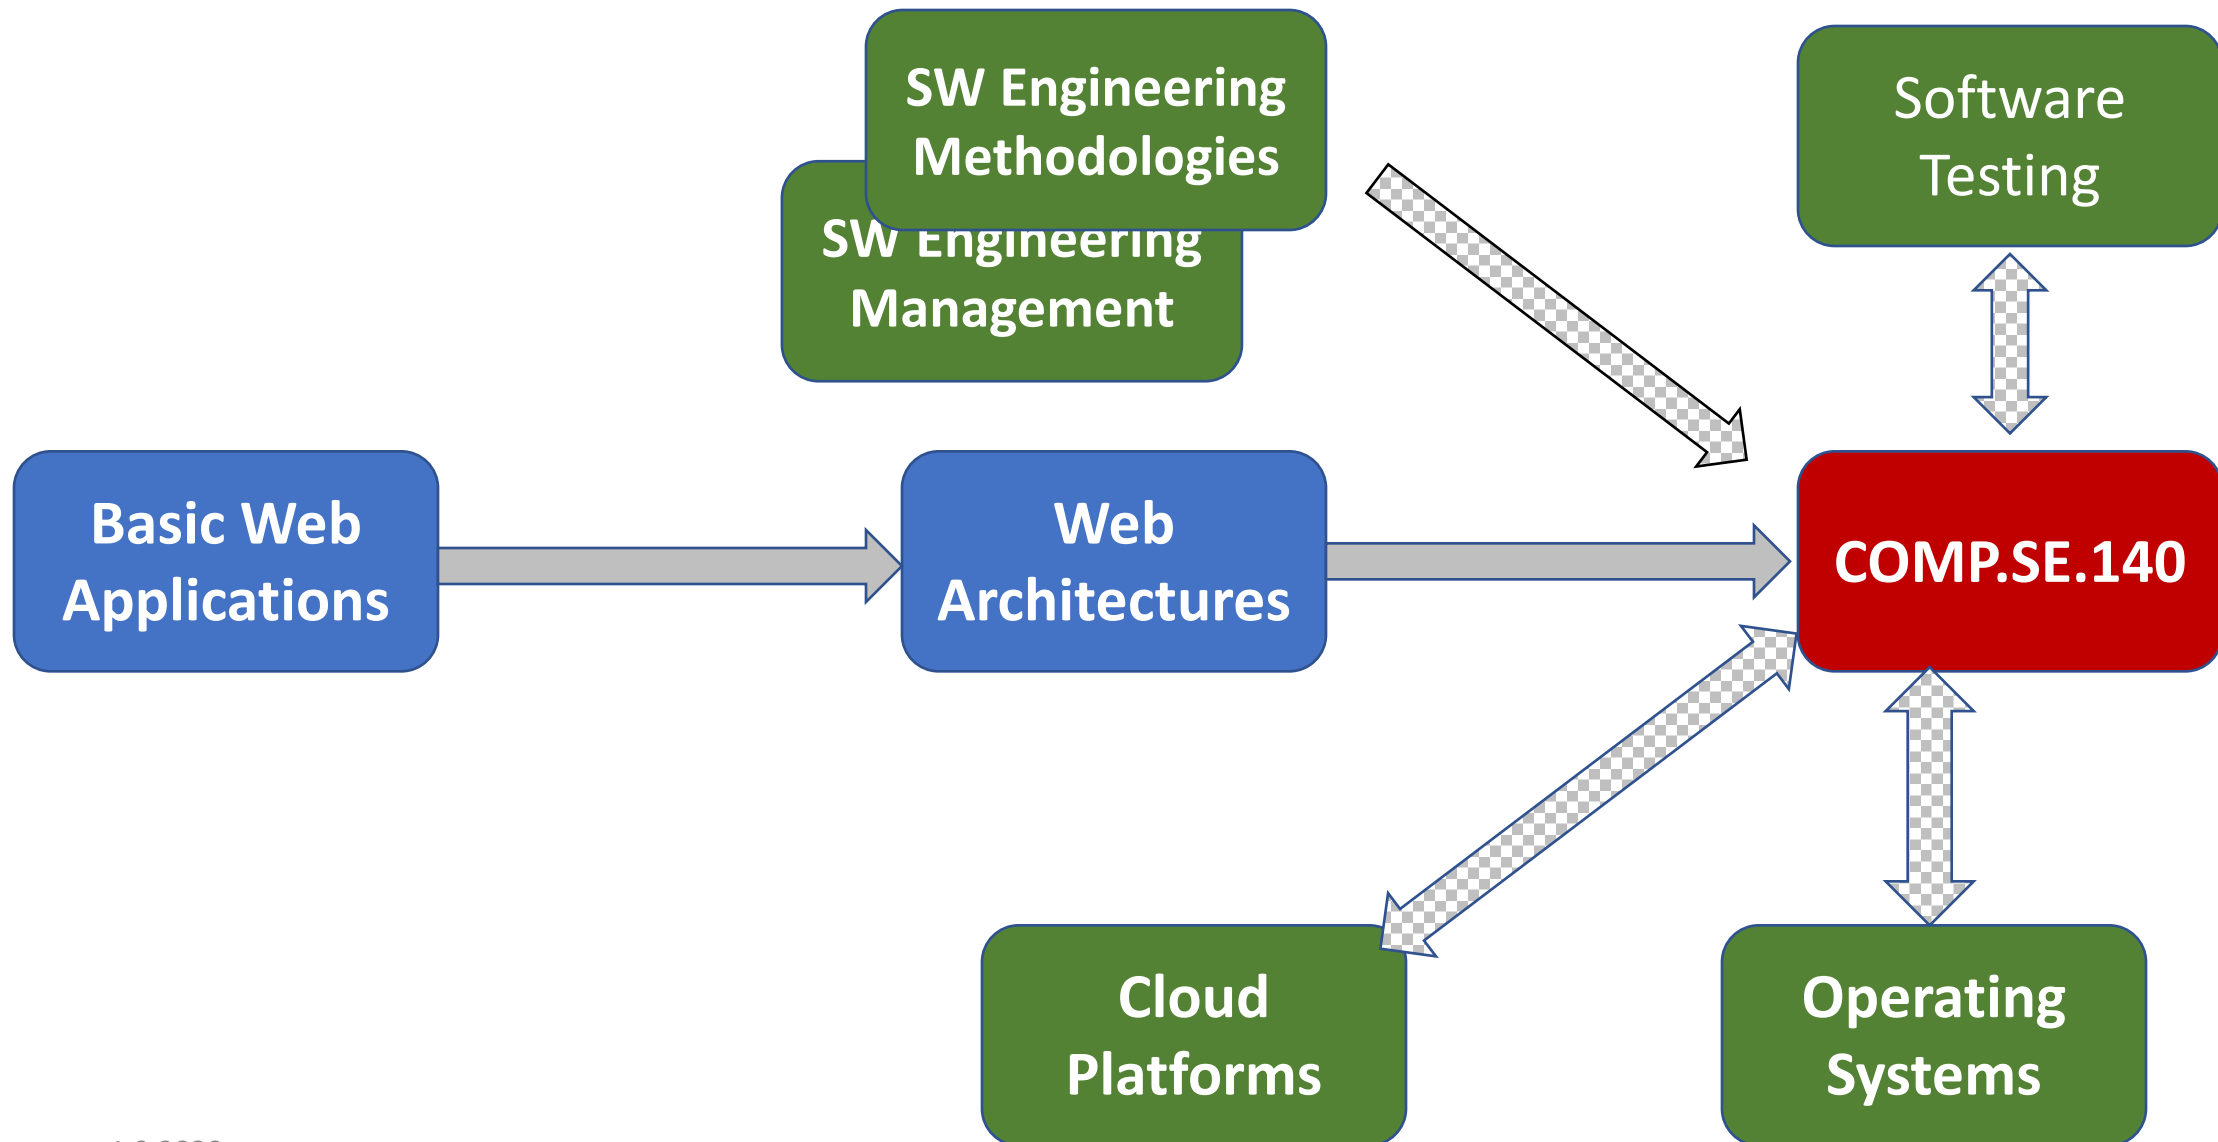 SW Engineering
Methodologies
Software
Testing
SW Engineering
Management
Basic Web
Applications
Web
Architectures
COMP.SE.140
Cloud
Platforms
Operating
Systems